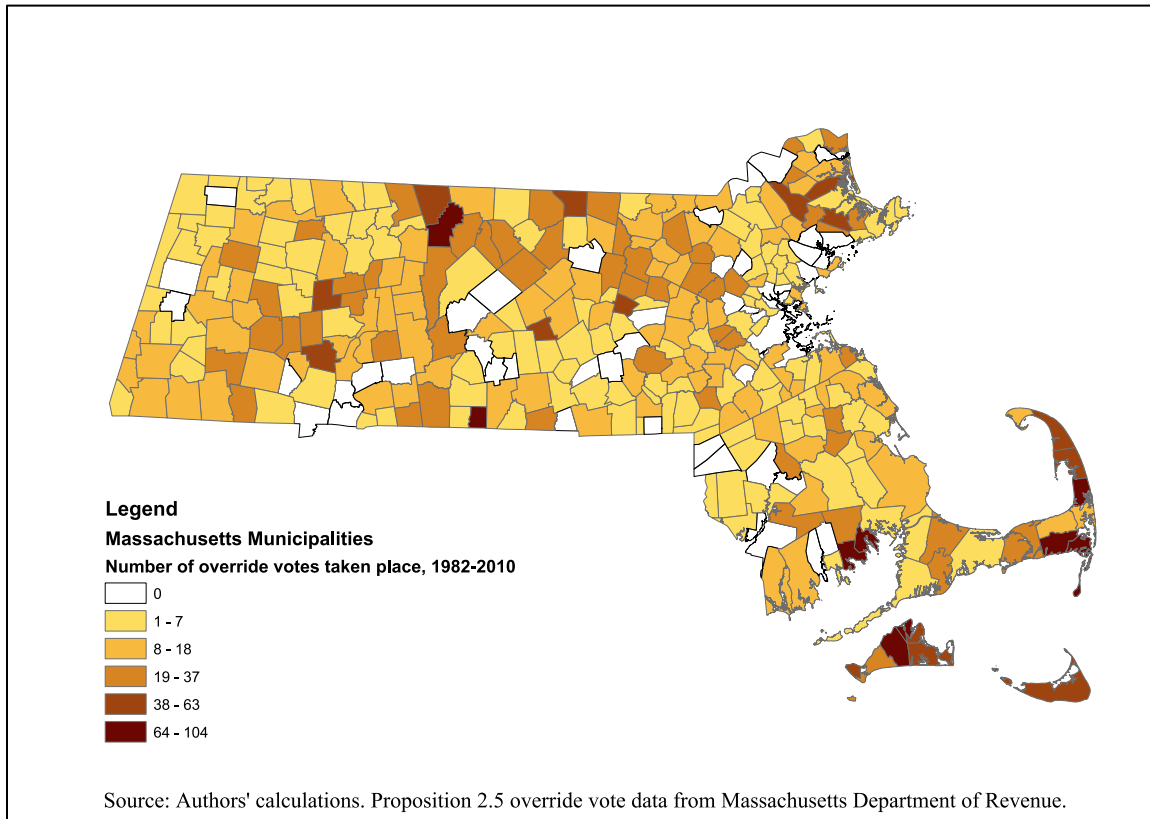 Legend
Massachusetts Municipalities
Number of override votes taken place, 1982-2010
0
1 - 7
8 - 18
19 - 37
38 - 63
64 - 104
Source: Authors' calculations. Proposition 2.5 override vote data from Massachusetts Department of Revenue.